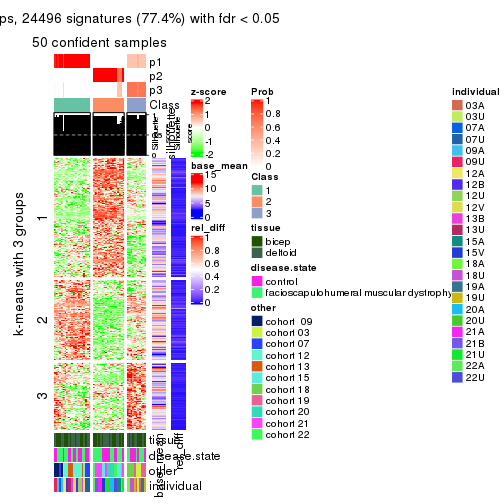 ps, 24496 signatures (77.4%) with fdr < 0.05
50 confident samples
p1
p2
p3
Class
Silhouette
score
silhouette
k-means with 3 groups
1
2
3
tissue
disease.state
other
individual
base_mean
rel_diff
z-score
2
1
0
-1
-2
base_mean
15
10
5
0
rel_diff
1
0.8
0.6
0.4
0.2
0
Prob
1
0.8
0.6
0.4
0.2
0
Class
1
2
3
tissue
bicep
deltoid
disease.state
control
facioscapulohumeral muscular dystrophy
other
cohort 09
cohort 03
cohort 07
cohort 12
cohort 13
cohort 15
cohort 18
cohort 19
cohort 20
cohort 21
cohort 22
individual
03A
03U
07A
07U
09A
09U
12A
12B
12U
12V
13B
13U
15A
15V
18A
18U
19A
19U
20A
20U
21A
21B
21U
22A
22U